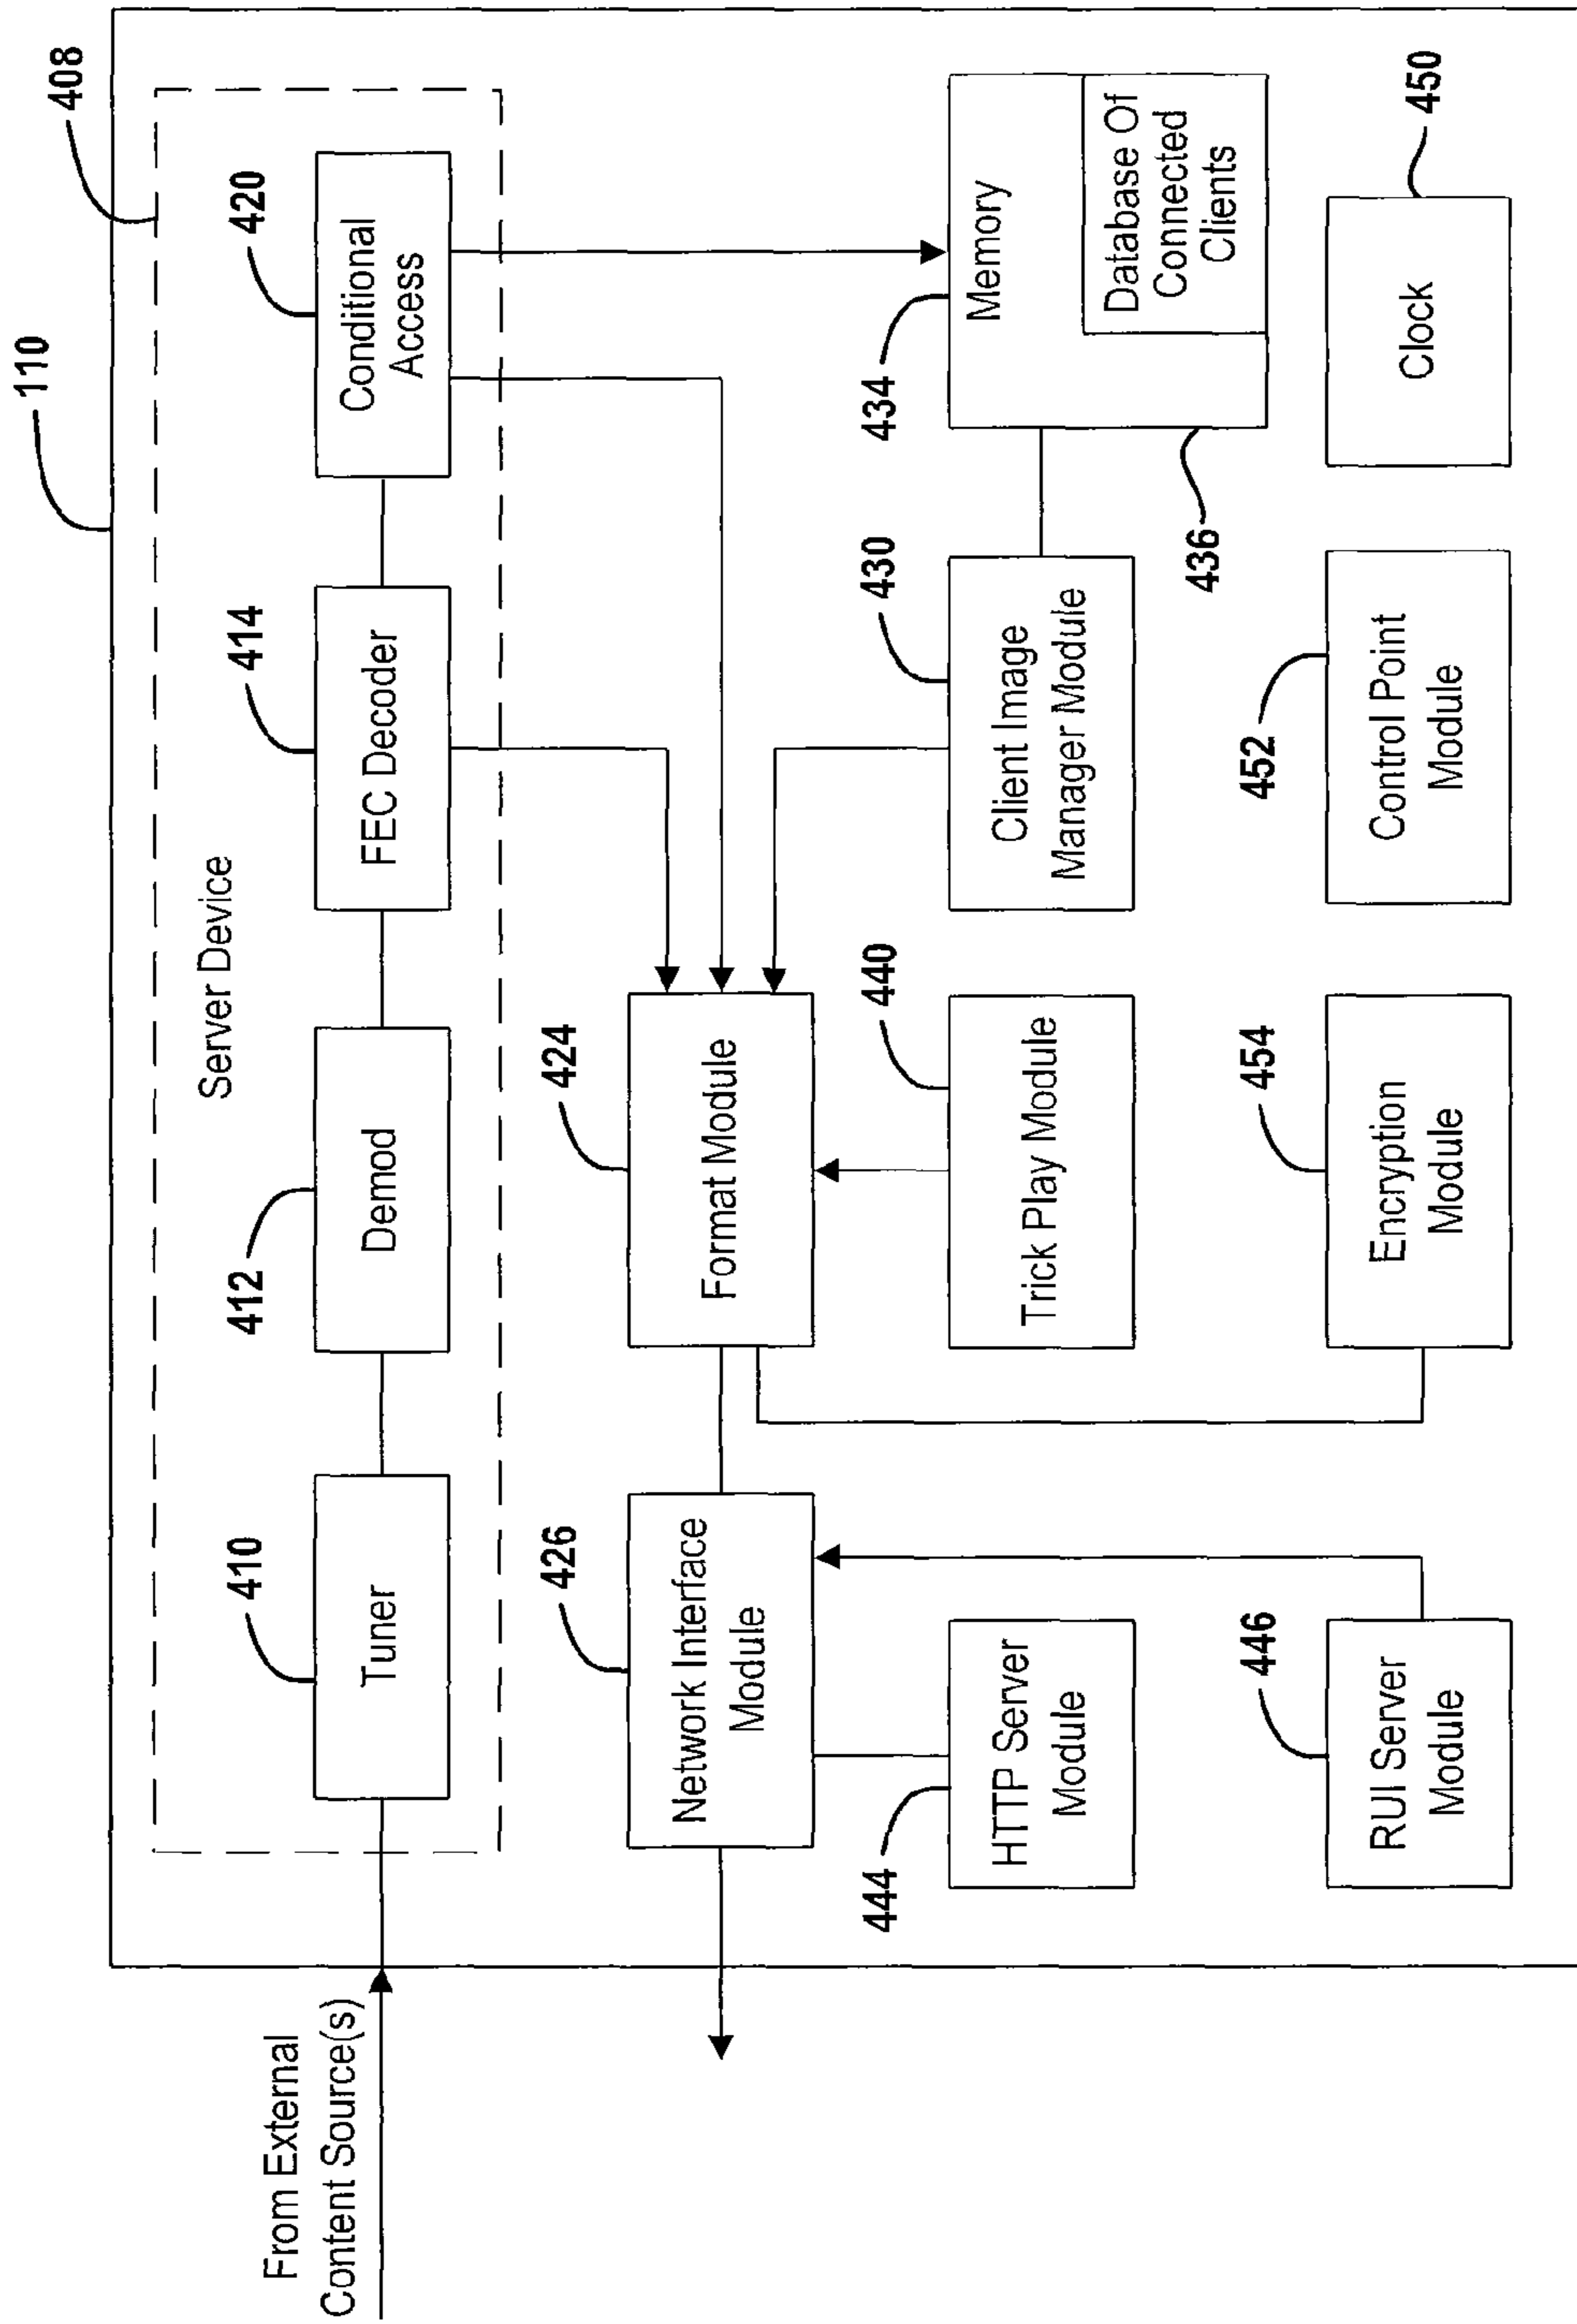 110
408
Server Device
410
Tuner
412
Demod
414
FEC Decoder
420
Conditional
Access
From External
Content Source(s)
426
Network Interface
Module
424
Format Module
444
HTTP Server
Module
440
Trick Play Module
430
Client Image
Manager Module
434
Memory
Database Of
Connected
Clients
436
446
RUI Server
Module
454
Encryption
Module
452
Control Point
Module
450
Clock